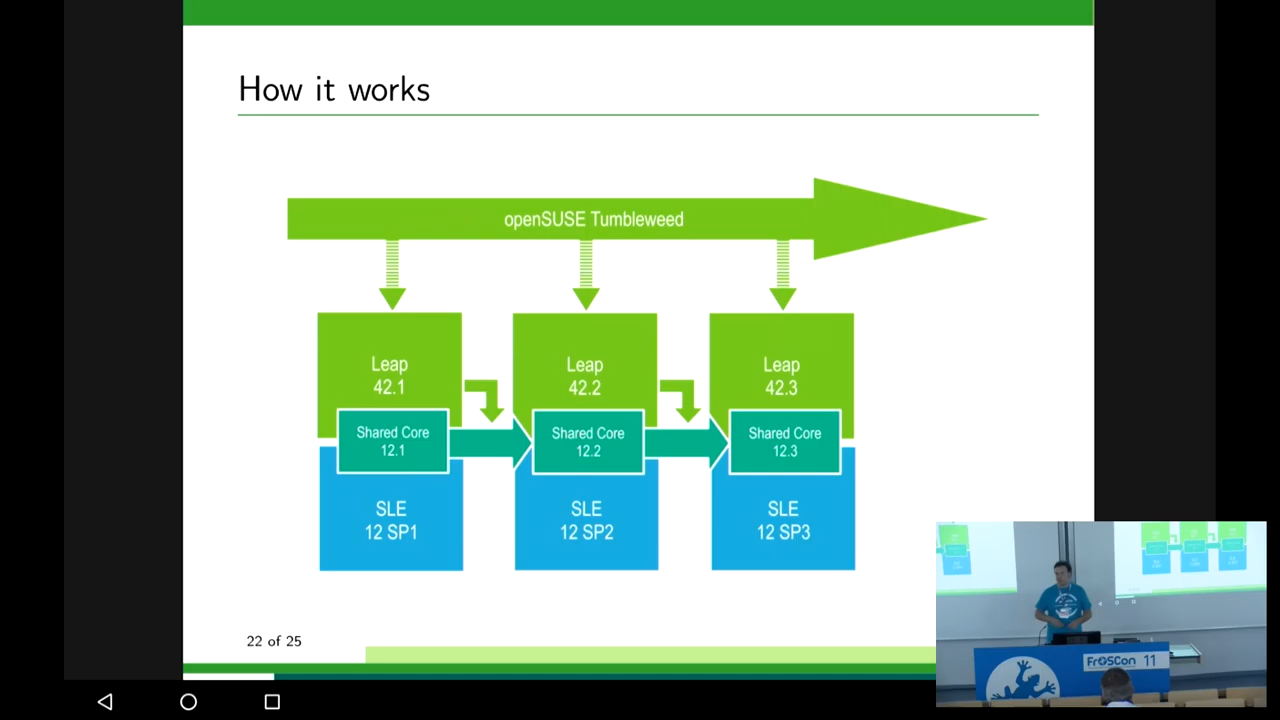 How it works
openSUSE Tumbleweed
Leap
42.1
Leap
42.2
Leap
42.3
Shared Core
12.1
Shared Core
12.2
Shared Core
12.3
SLE
12 SP1
SLE
12 SP2
SLE
12 SP3
22 of 25
FrOSCon 11